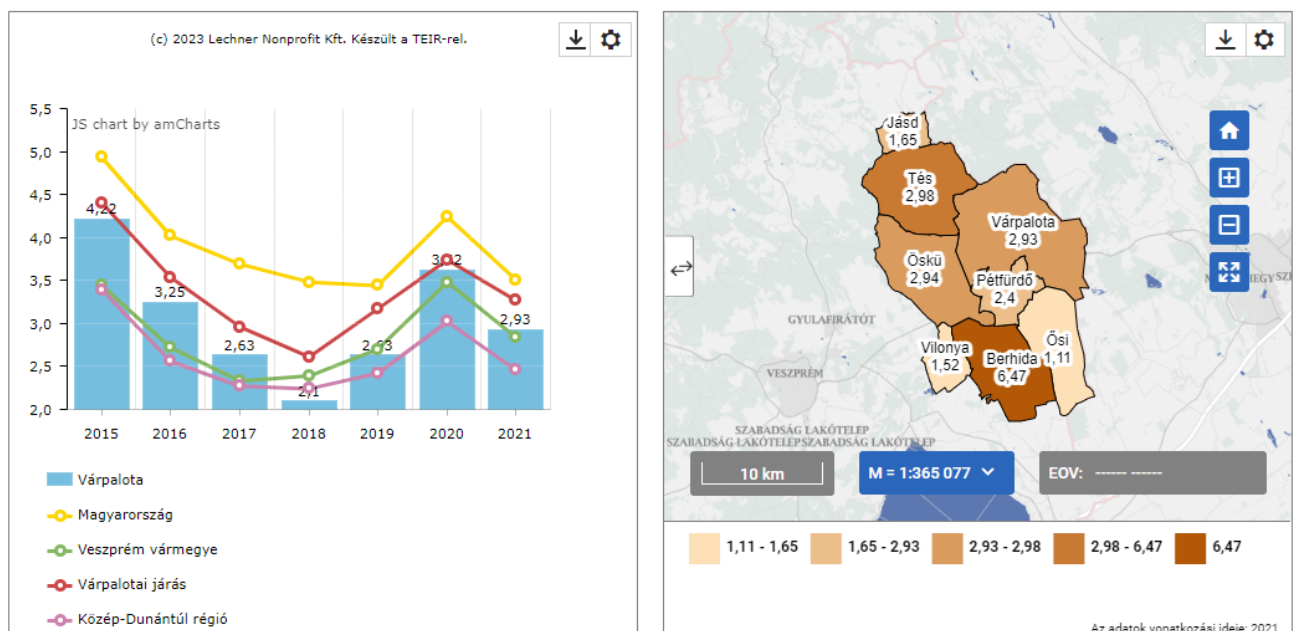 (c) 2023 Lechner Nonprofit Kft. Készült a TEIR-rel.
JS chart by amCharts
5,5
5,0
4,5
4,0
3,5
3,0
2,5
2,0
4,22
3,25
2,63
2,1
2,63
2,93
2015 2016 2017 2018 2019 2020 2021
Várpalota
Magyarország
Veszprém vármegye
Várpalotai járás
Közép-Dunántúl régió
Jásd
1,65
Tés
2,98
Várpalota
2,93
Öskü
2,94
Pétfürdő
2,4
Vilonya
1,52
Berhida
6,47
Ősi
1,11
GYULAFIRÁTÓT
VESZPRÉM
SZABADSÁG LAKÓTELEP
SZABADSÁG LAKÓTELEP SZABADSÁG LAKÓTELEP
10 km
M = 1:365 077
EOV: ------ ------
1,11 - 1,65
1,65 - 2,93
2,93 - 2,98
2,98 - 6,47
6,47
Az adatok vonatkozási ideje: 2021